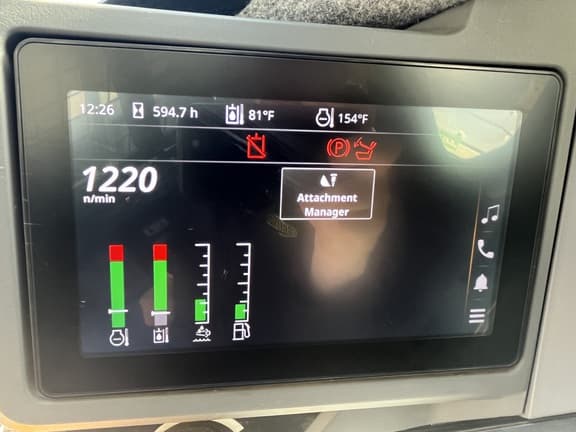 12:26 594.7 h 81°F 154°F
P
1220
n/min
Attachment
Manager